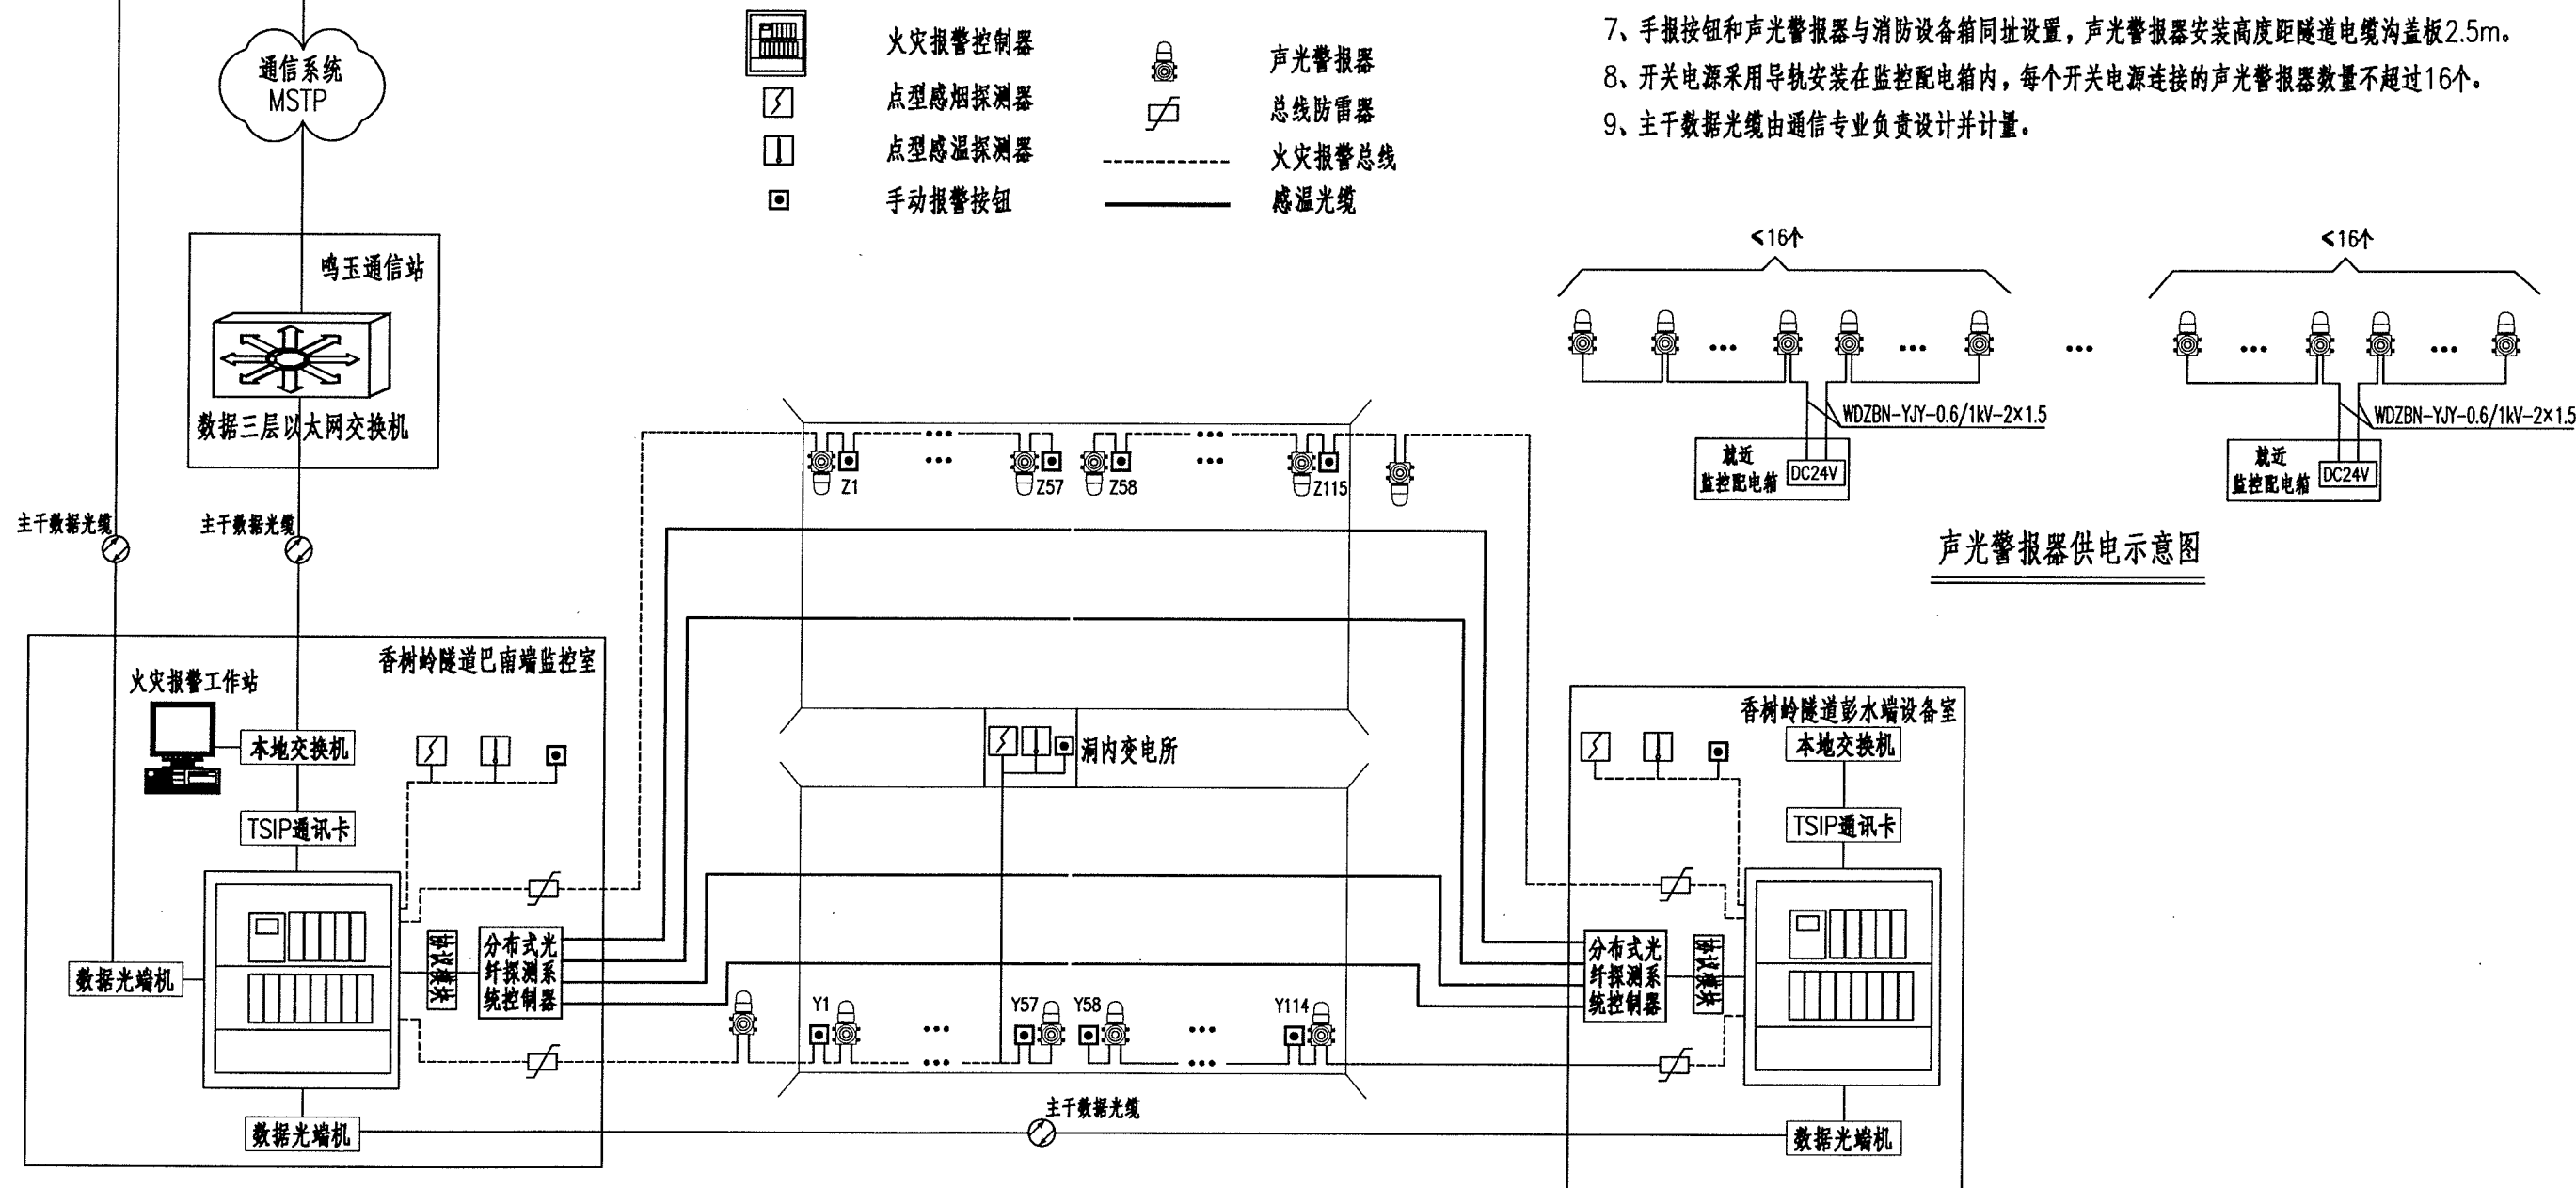 通信系统
MSTP
火灾报警控制器
点型感烟探测器
点型感温探测器
手动报警按钮
声光警报器
总线防雷器
火灾报警总线
感温光缆
7、手报按钮和声光警报器与消防设备箱同址设置，声光警报器安装高度距隧道电缆沟盖板2.5m。
8、开关电源采用导轨安装在监控配电箱内，每个开关电源连接的声光警报器数量不超过16个。
9、主干数据光缆由通信专业负责设计并计量。
鸣玉通信站
数据三层以太网交换机
主干数据光缆
主干数据光缆
<16个
<16个
WDZBN-YJY-0.6/1kV-2×1.5
WDZBN-YJY-0.6/1kV-2×1.5
就近
监控配电箱
DC24V
就近
监控配电箱
DC24V
声光警报器供电示意图
Z1
Z57
Z58
Z115
香树岭隧道巴南端监控室
火灾报警工作站
本地交换机
TSIP通讯卡
数据光端机
协议模块
分布式光
纤探测系
统控制器
数据光端机
洞内变电所
Y1
Y57
Y58
Y114
主干数据光缆
香树岭隧道彭水端设备室
本地交换机
TSIP通讯卡
分布式光
纤探测系
统控制器
协议模块
数据光端机